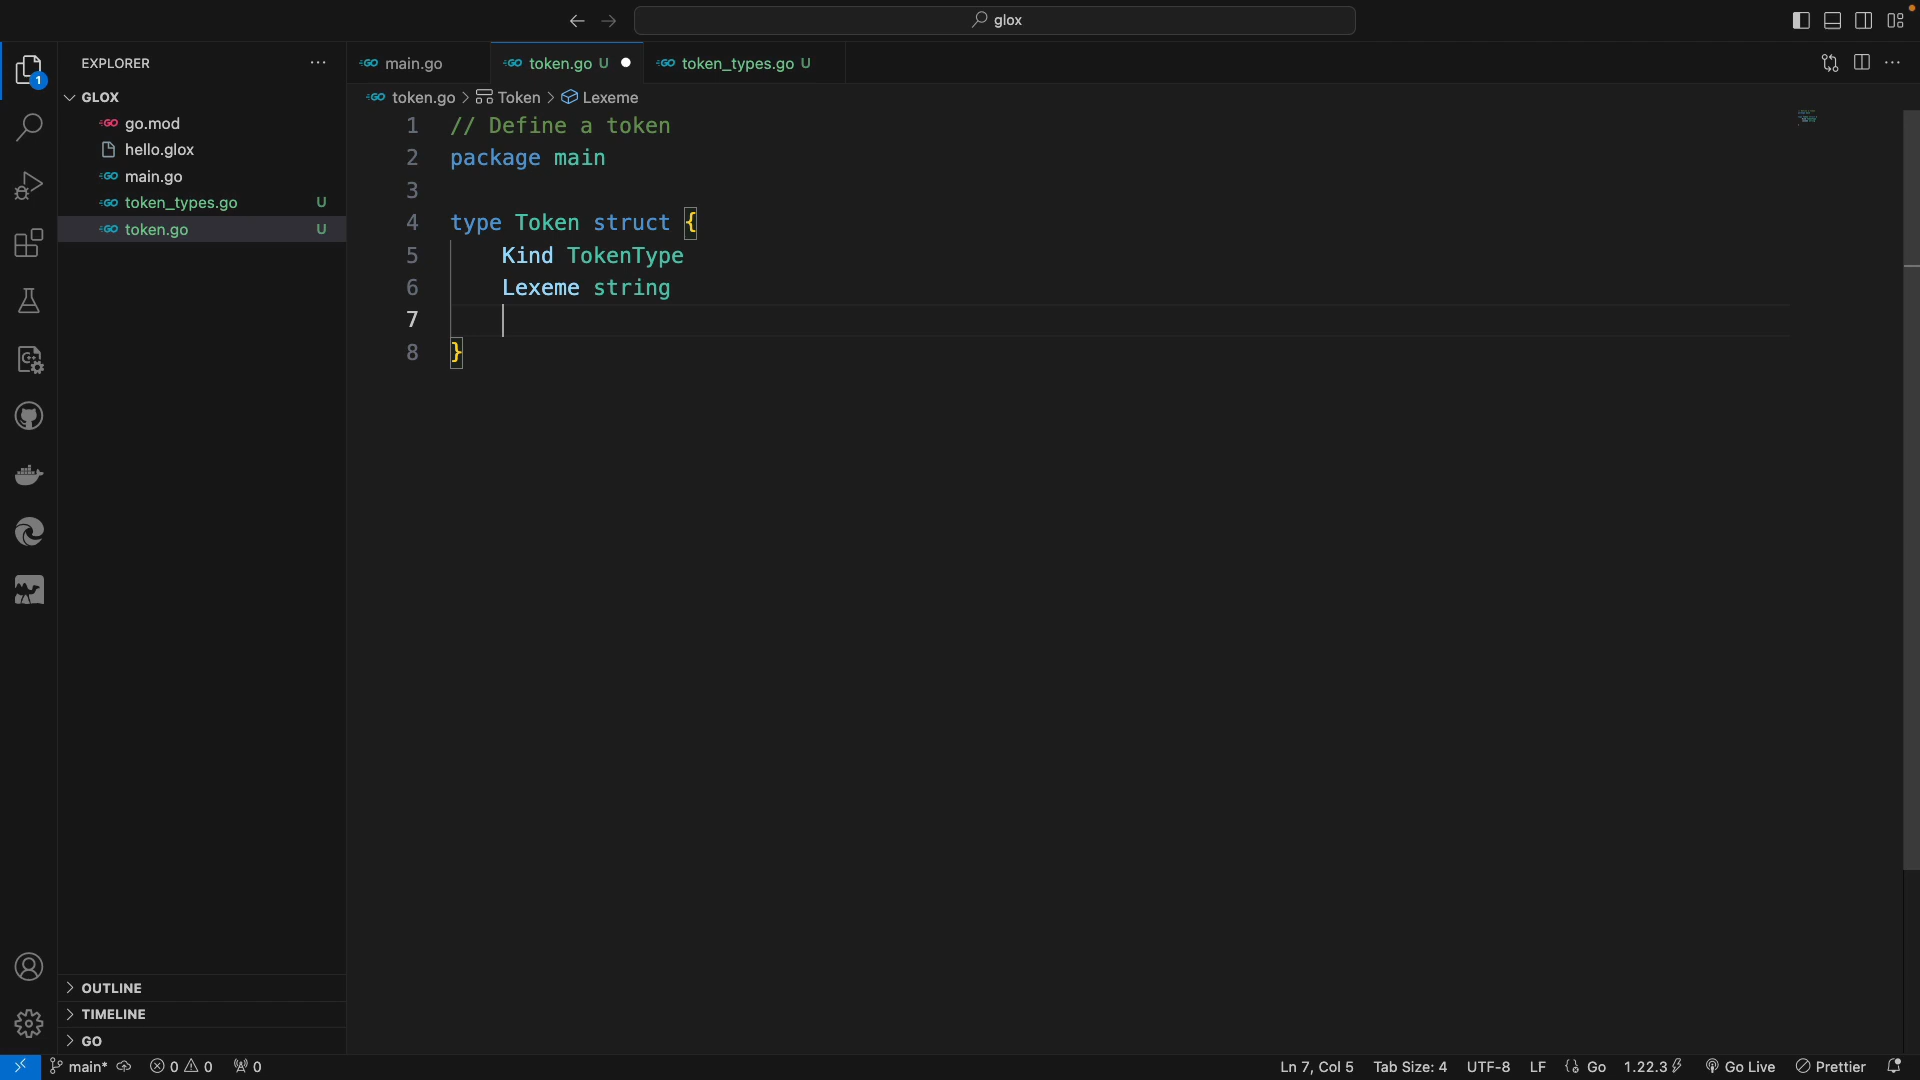 glox
EXPLORER
GLOX
go.mod
hello.glox
main.go
token_types.go U
token.go U
OUTLINE
TIMELINE
GO
main.go
token.go U
token_types.go U
token.go > Token > Lexeme
1 // Define a token
2 package main
3
4 type Token struct {
5 Kind TokenType
6 Lexeme string
7
8 }
1
main* 0 0 0
Ln 7, Col 5 Tab Size: 4 UTF-8 LF Go 1.22.3 Go Live Prettier